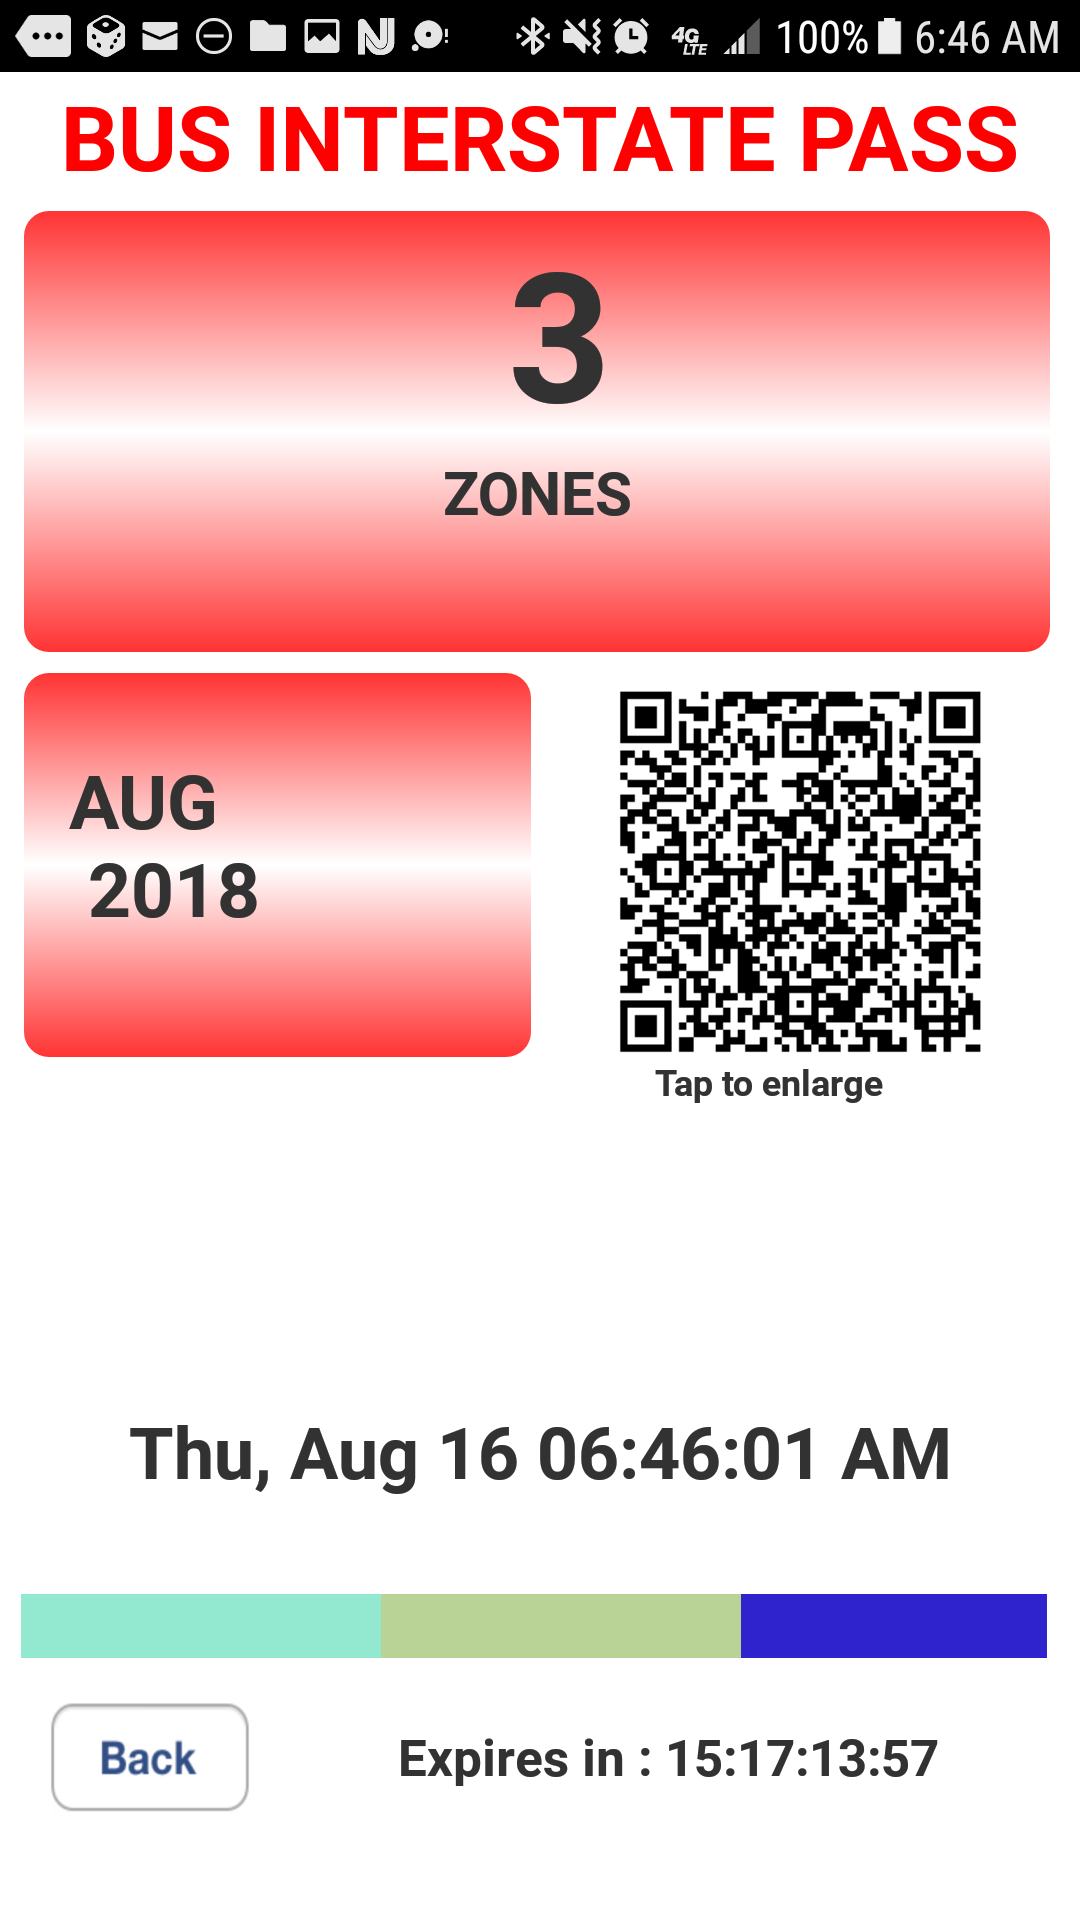 100% 6:46 AM
BUS INTERSTATE PASS
3
ZONES
AUG
2018
Tap to enlarge
Thu, Aug 16 06:46:01 AM
Back
Expires in : 15:17:13:57